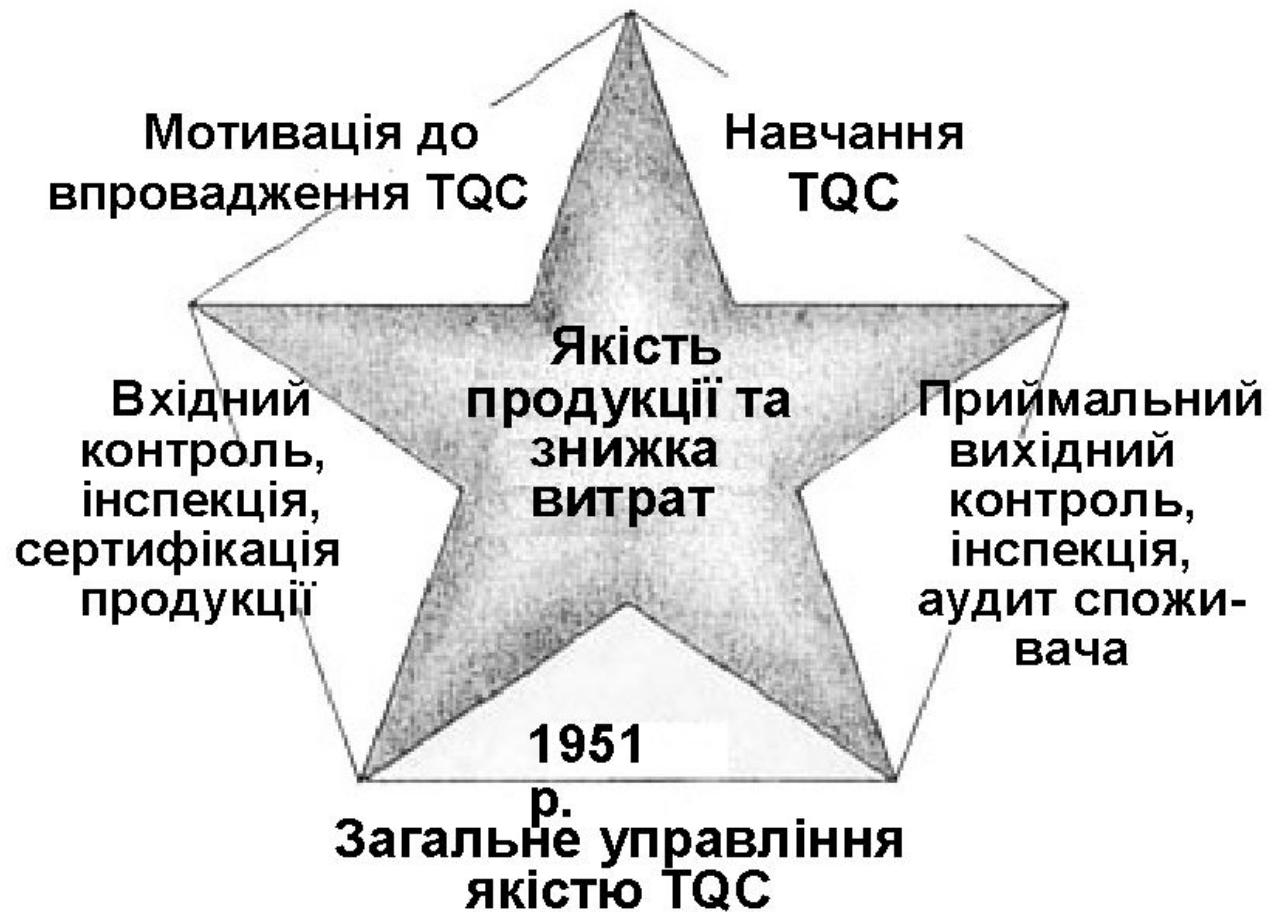 Мотивація до
впровадження TQC
Навчання
TQC
Якість
продукції та
знижка
витрат
Вхідний
контроль,
інспекція,
сертифікація
продукції
Приймальний
вихідний
контроль,
інспекція,
аудит спожи-
вача
1951
р.
Загальне управління
якістю TQC